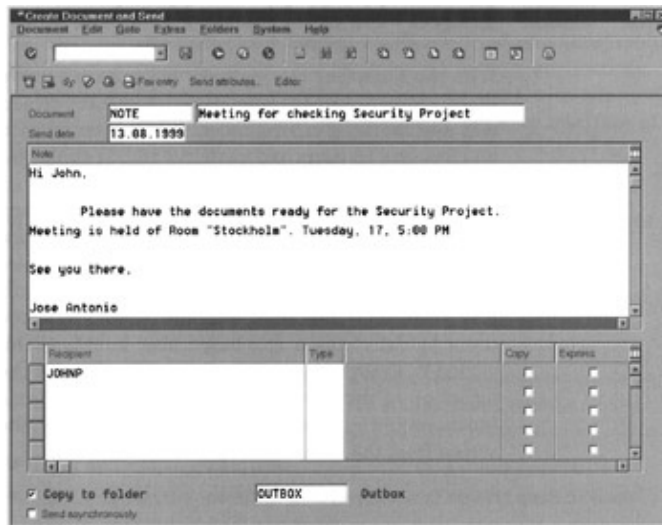 Create Document and Send
Document Edit Goto Extras Folders System Help
Fax entry Send attributes.. Editor
Document NOTE Meeting for checking Security Project
Send date 13.08.1999
Note
Hi John,
Please have the documents ready for the Security Project.
Meeting is held of Room "Stockholm". Tuesday, 17, 5:00 PM
See you there,
Jose Antonio
Recipient Type Copy Express
JOHNP
Copy to folder OUTBOX Outbox
Send asynchronously